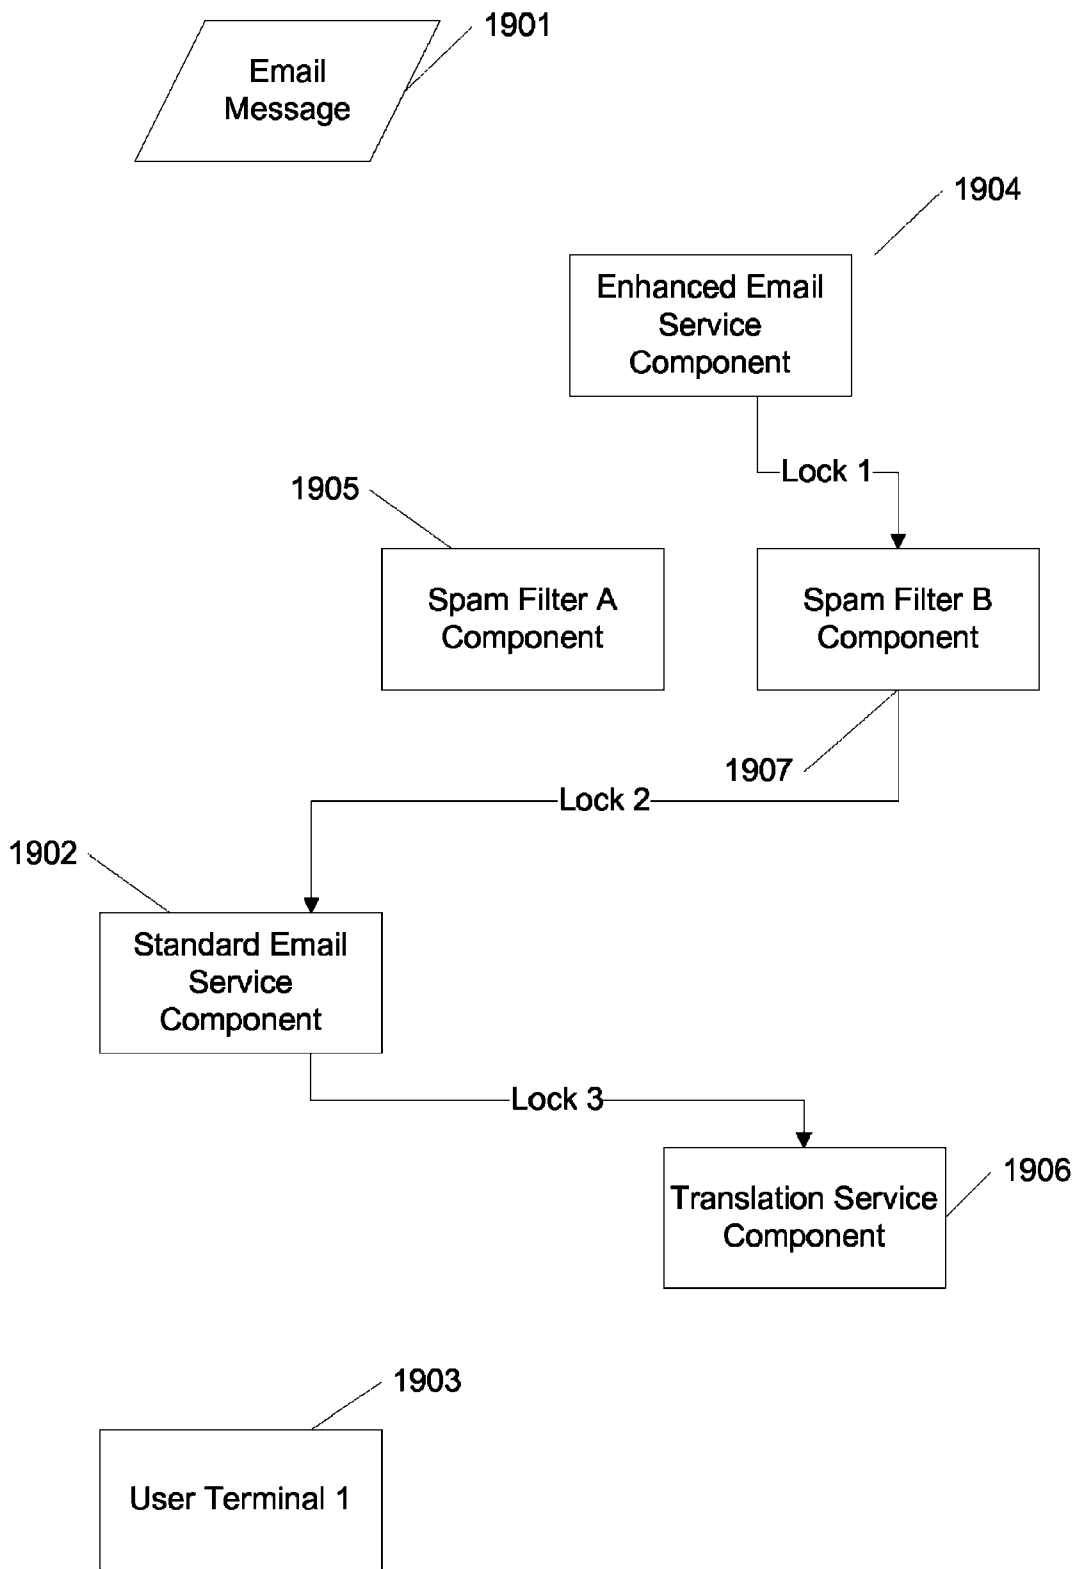 1901
Email
Message
1904
Enhanced Email
Service
Component
Lock 1
1905
Spam Filter A
Component
Spam Filter B
Component
1907
Lock 2
1902
Standard Email
Service
Component
Lock 3
1906
Translation Service
Component
1903
User Terminal 1